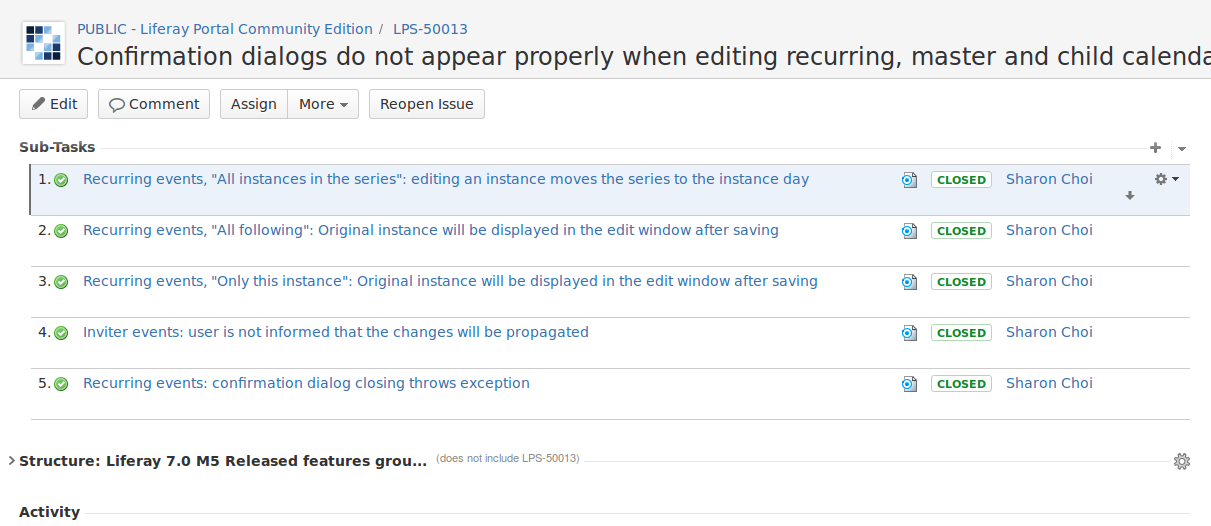 PUBLIC - Liferay Portal Community Edition / LPS-50013
Confirmation dialogs do not appear properly when editing recurring, master and child calenda
Edit Comment Assign More Reopen Issue
Sub-Tasks
1. Recurring events, "All instances in the series": editing an instance moves the series to the instance day CLOSED Sharon Choi
2. Recurring events, "All following": Original instance will be displayed in the edit window after saving CLOSED Sharon Choi
3. Recurring events, "Only this instance": Original instance will be displayed in the edit window after saving CLOSED Sharon Choi
4. Inviter events: user is not informed that the changes will be propagated CLOSED Sharon Choi
5. Recurring events: confirmation dialog closing throws exception CLOSED Sharon Choi
Structure: Liferay 7.0 M5 Released features grou... (does not include LPS-50013)
Activity